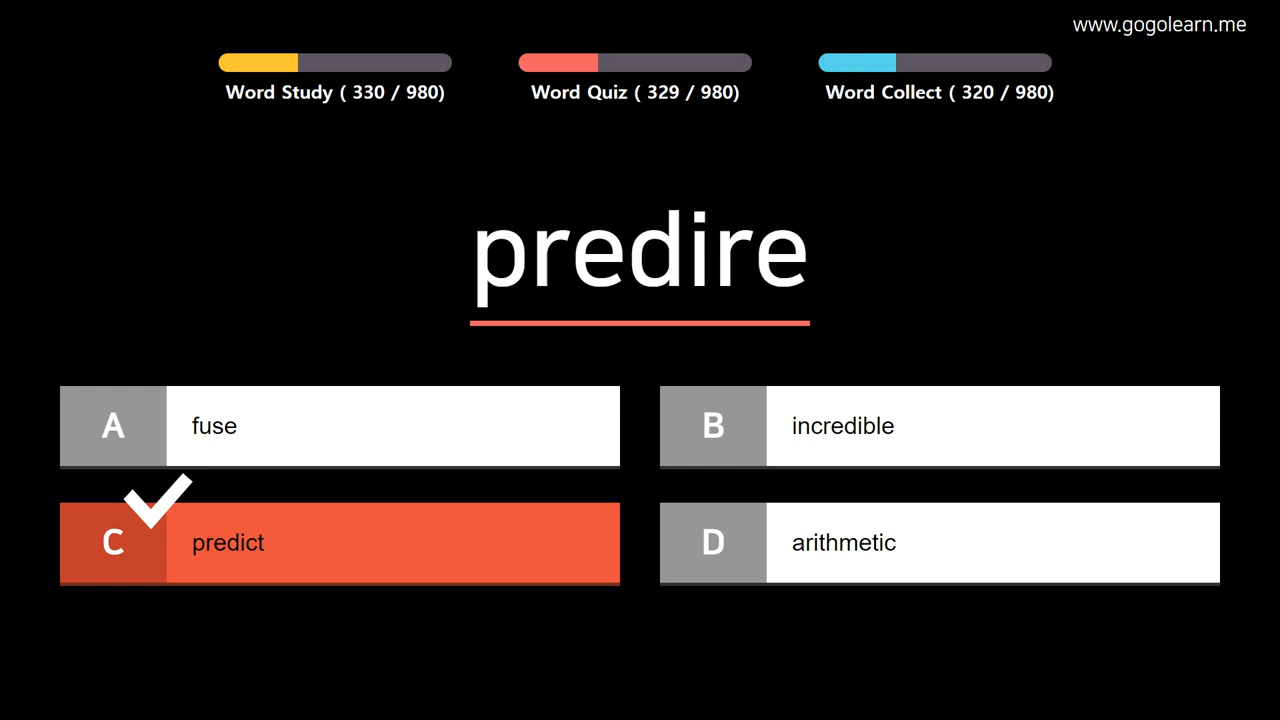 www.gogolearn.me
Word Study ( 330 / 980)
Word Quiz ( 329 / 980)
Word Collect ( 320 / 980)
predire
A fuse
B incredible
C predict
D arithmetic